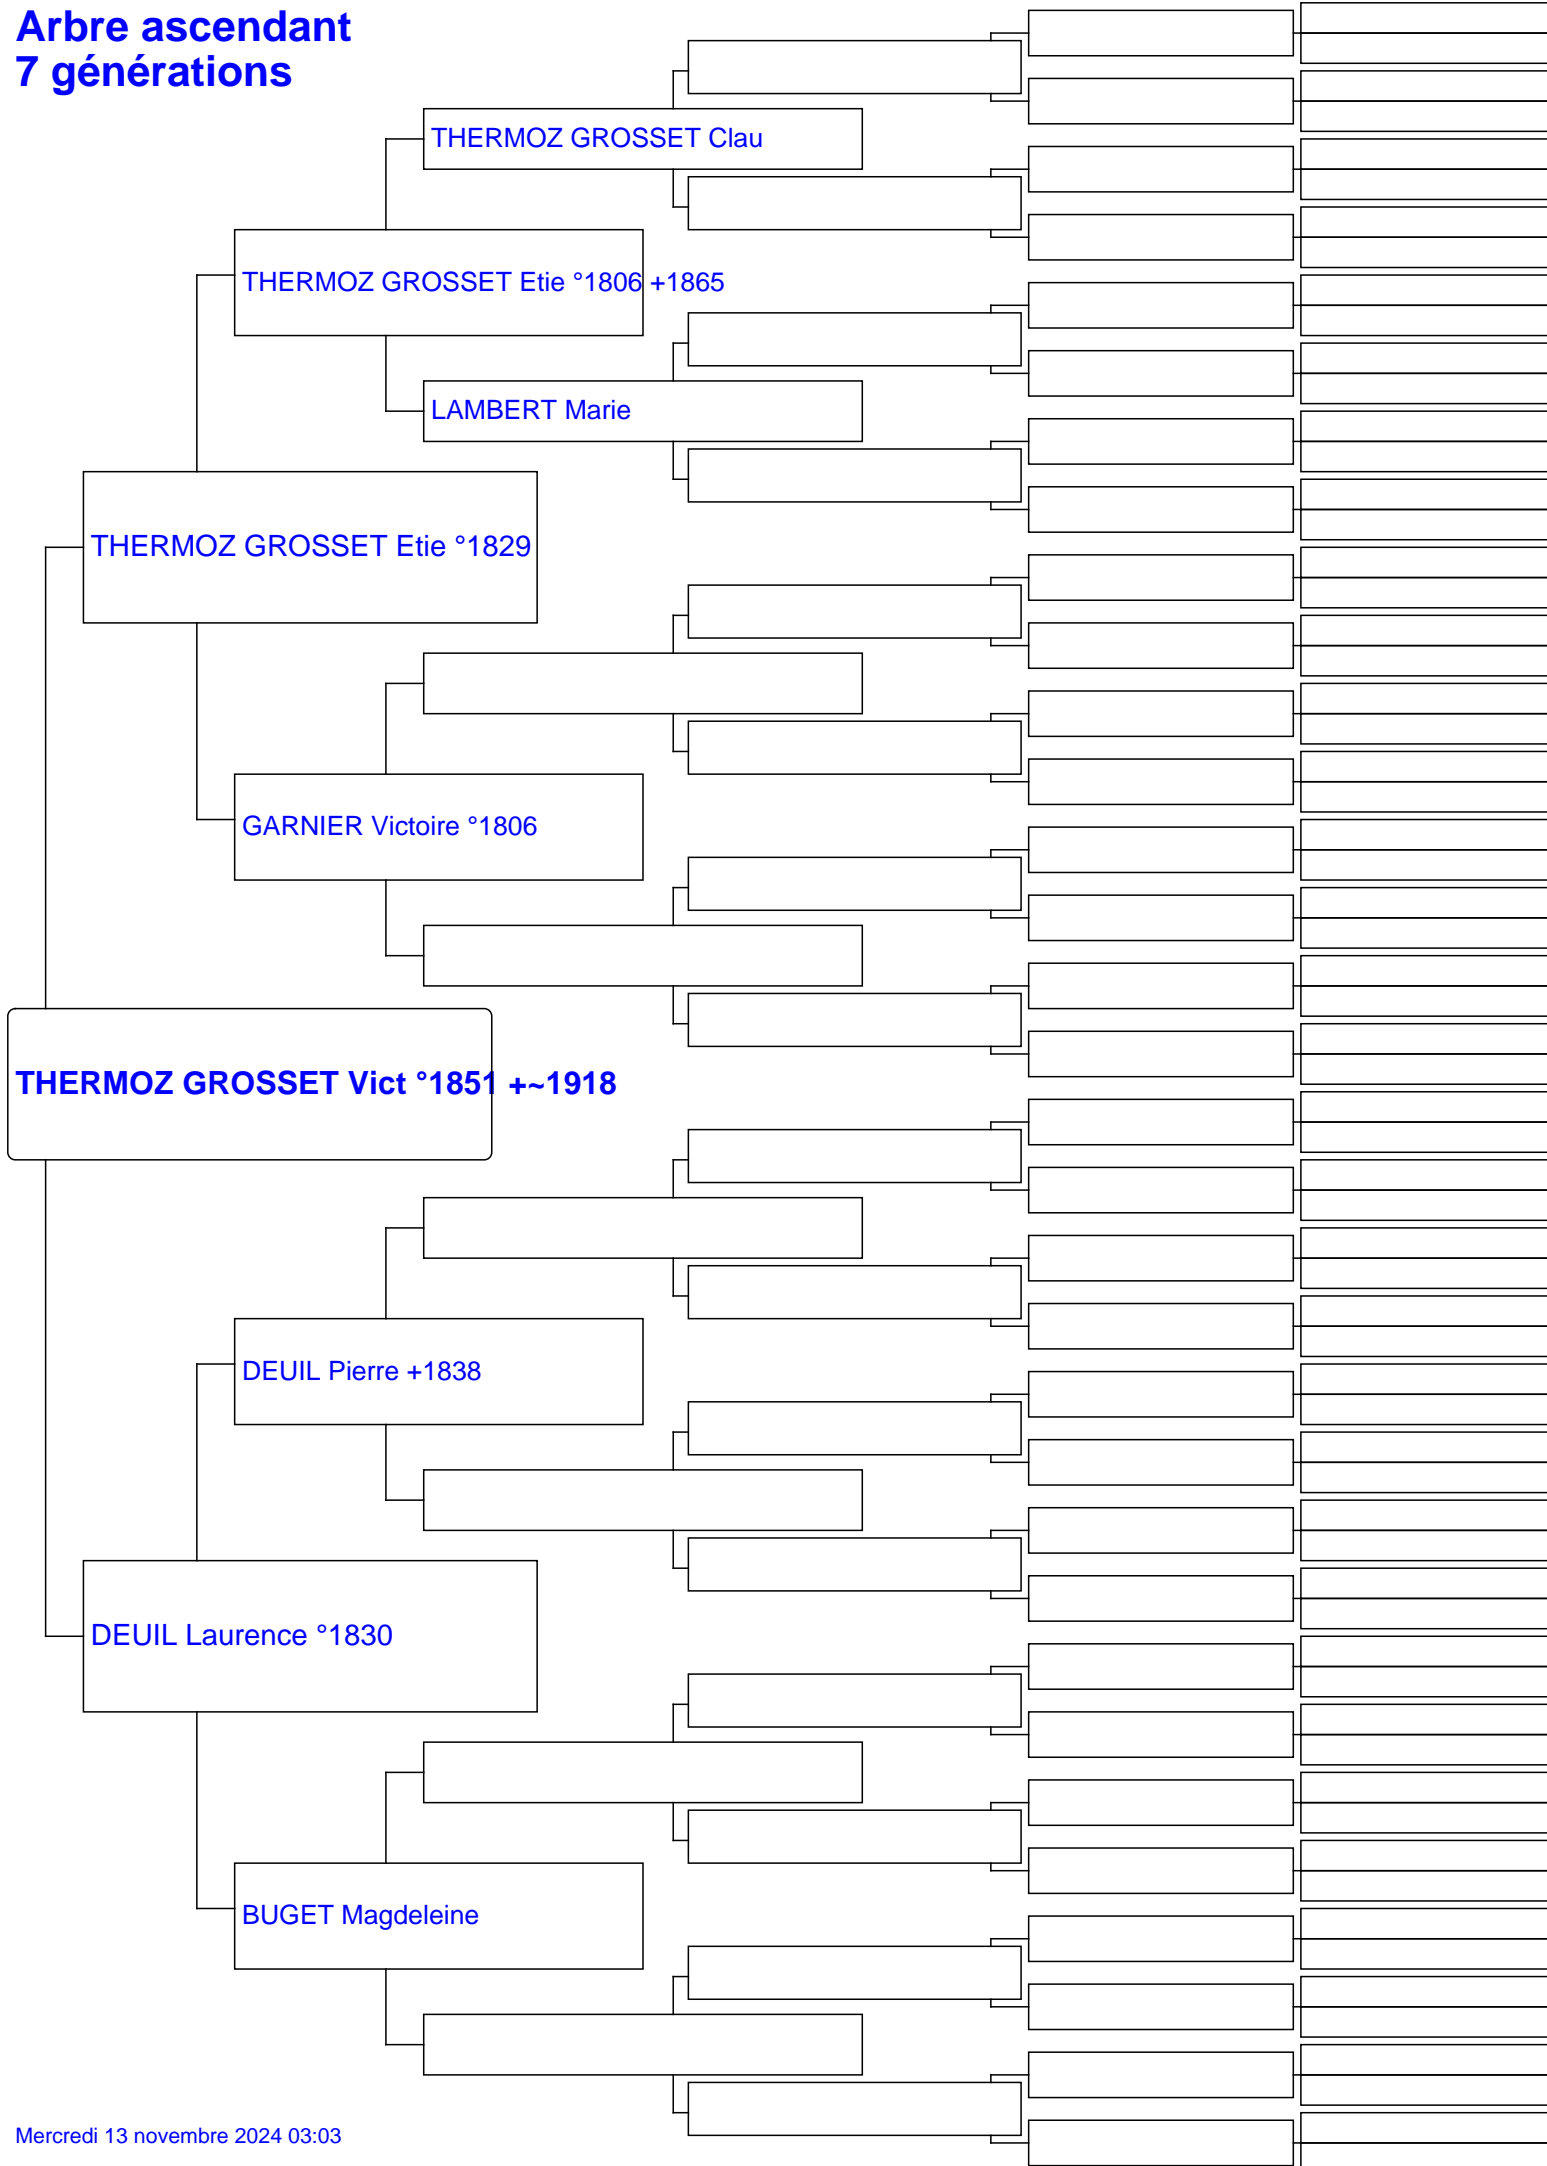 Arbre ascendant
7 générations
THERMOZ GROSSET Clau
THERMOZ GROSSET Etie °1806 +1865
LAMBERT Marie
THERMOZ GROSSET Etie °1829
GARNIER Victoire °1806
THERMOZ GROSSET Vict °1851 +~1918
DEUIL Pierre +1838
DEUIL Laurence °1830
BUGET Magdeleine
Mercredi 13 novembre 2024 03:03